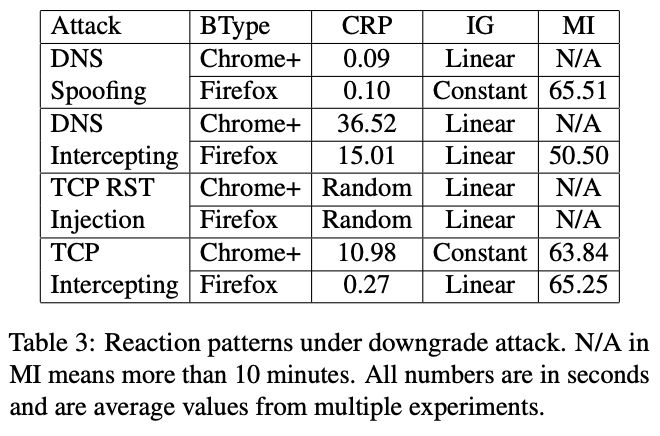 Attack BType CRP IG MI
DNS Chrome+ 0.09 Linear N/A
Spoofing Firefox 0.10 Constant 65.51
DNS Chrome+ 36.52 Linear N/A
Intercepting Firefox 15.01 Linear 50.50
TCP RST Chrome+ Random Linear N/A
Injection Firefox Random Linear N/A
TCP Chrome+ 10.98 Constant 63.84
Intercepting Firefox 0.27 Linear 65.25
Table 3: Reaction patterns under downgrade attack. N/A in
MI means more than 10 minutes. All numbers are in seconds
and are average values from multiple experiments.